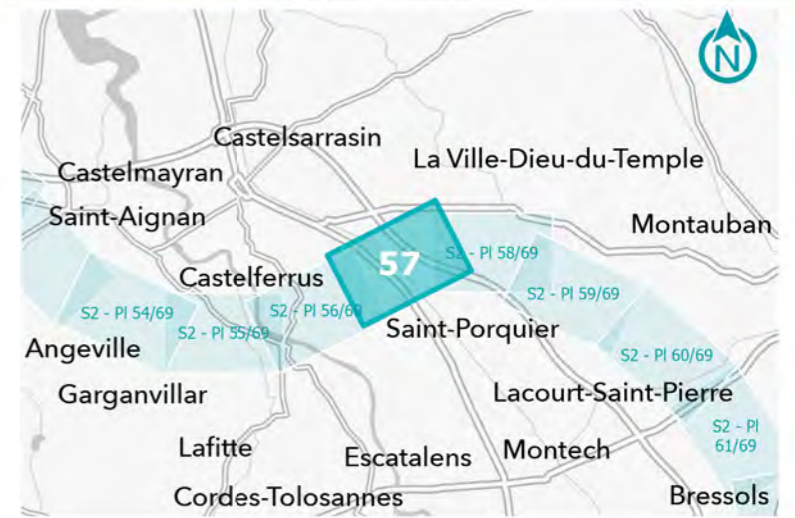 N
Castelsarrasin
La Ville-Dieu-du-Temple
Castelmayran
Saint-Aignan
Montauban
57
S2 - Pl 58/69
Castelferrus
S2 - Pl 59/69
S2 - Pl 54/69
S2 - Pl 55/69
S2 - Pl 56/69
Saint-Porquier
Angeville
S2 - Pl 60/69
Garganvillar
Lacourt-Saint-Pierre
S2 - Pl
61/69
Lafitte
Escatalens
Montech
Cordes-Tolosannes
Bressols